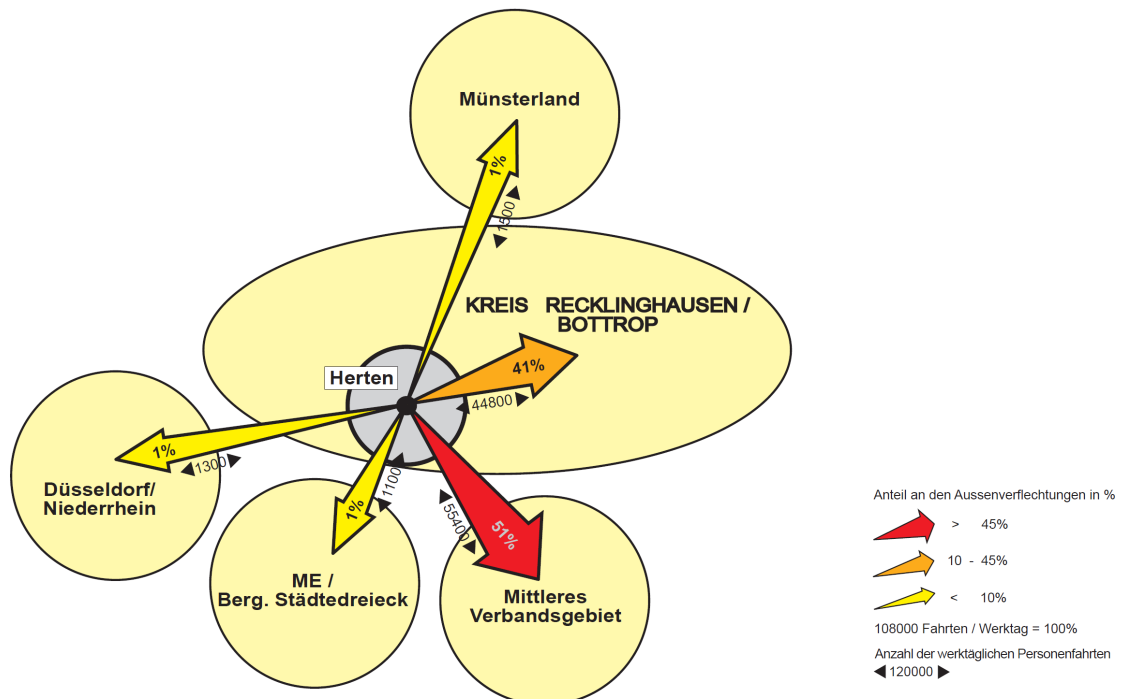 Münsterland
1%
1500
KREIS RECKLINGHAUSEN /
BOTTROP
Herten
41%
44800
1%
1300
Düsseldorf/
Niederrhein
1%
1100
ME /
Berg. Städtedreieck
51%
55400
Mittleres
Verbandsgebiet
Anteil an den Aussenverflechtungen in %
> 45%
10 - 45%
< 10%
108000 Fahrten / Werktag = 100%
Anzahl der werktäglichen Personenfahrten
120000